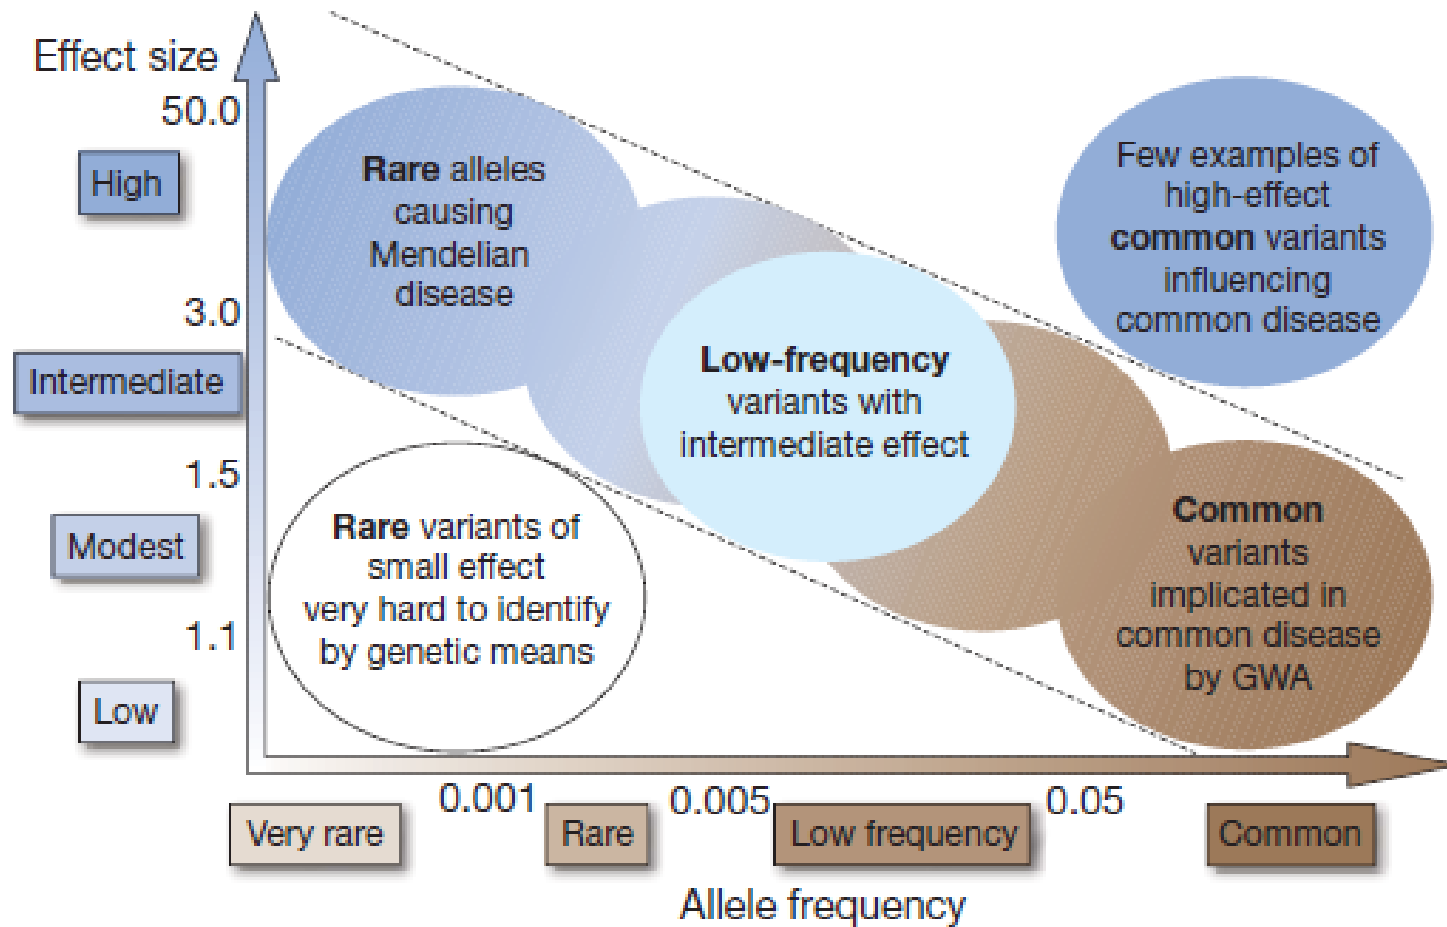 Effect size
50.0
High
3.0
Intermediate
1.5
Modest
1.1
Low
Rare alleles
causing
Mendelian
disease
Few examples of
high-effect
common variants
influencing
common disease
Low-frequency
variants with
intermediate effect
Rare variants of
small effect
very hard to identify
by genetic means
Common
variants
implicated in
common disease
by GWA
0.001
0.005
0.05
Very rare
Rare
Low frequency
Common
Allele frequency